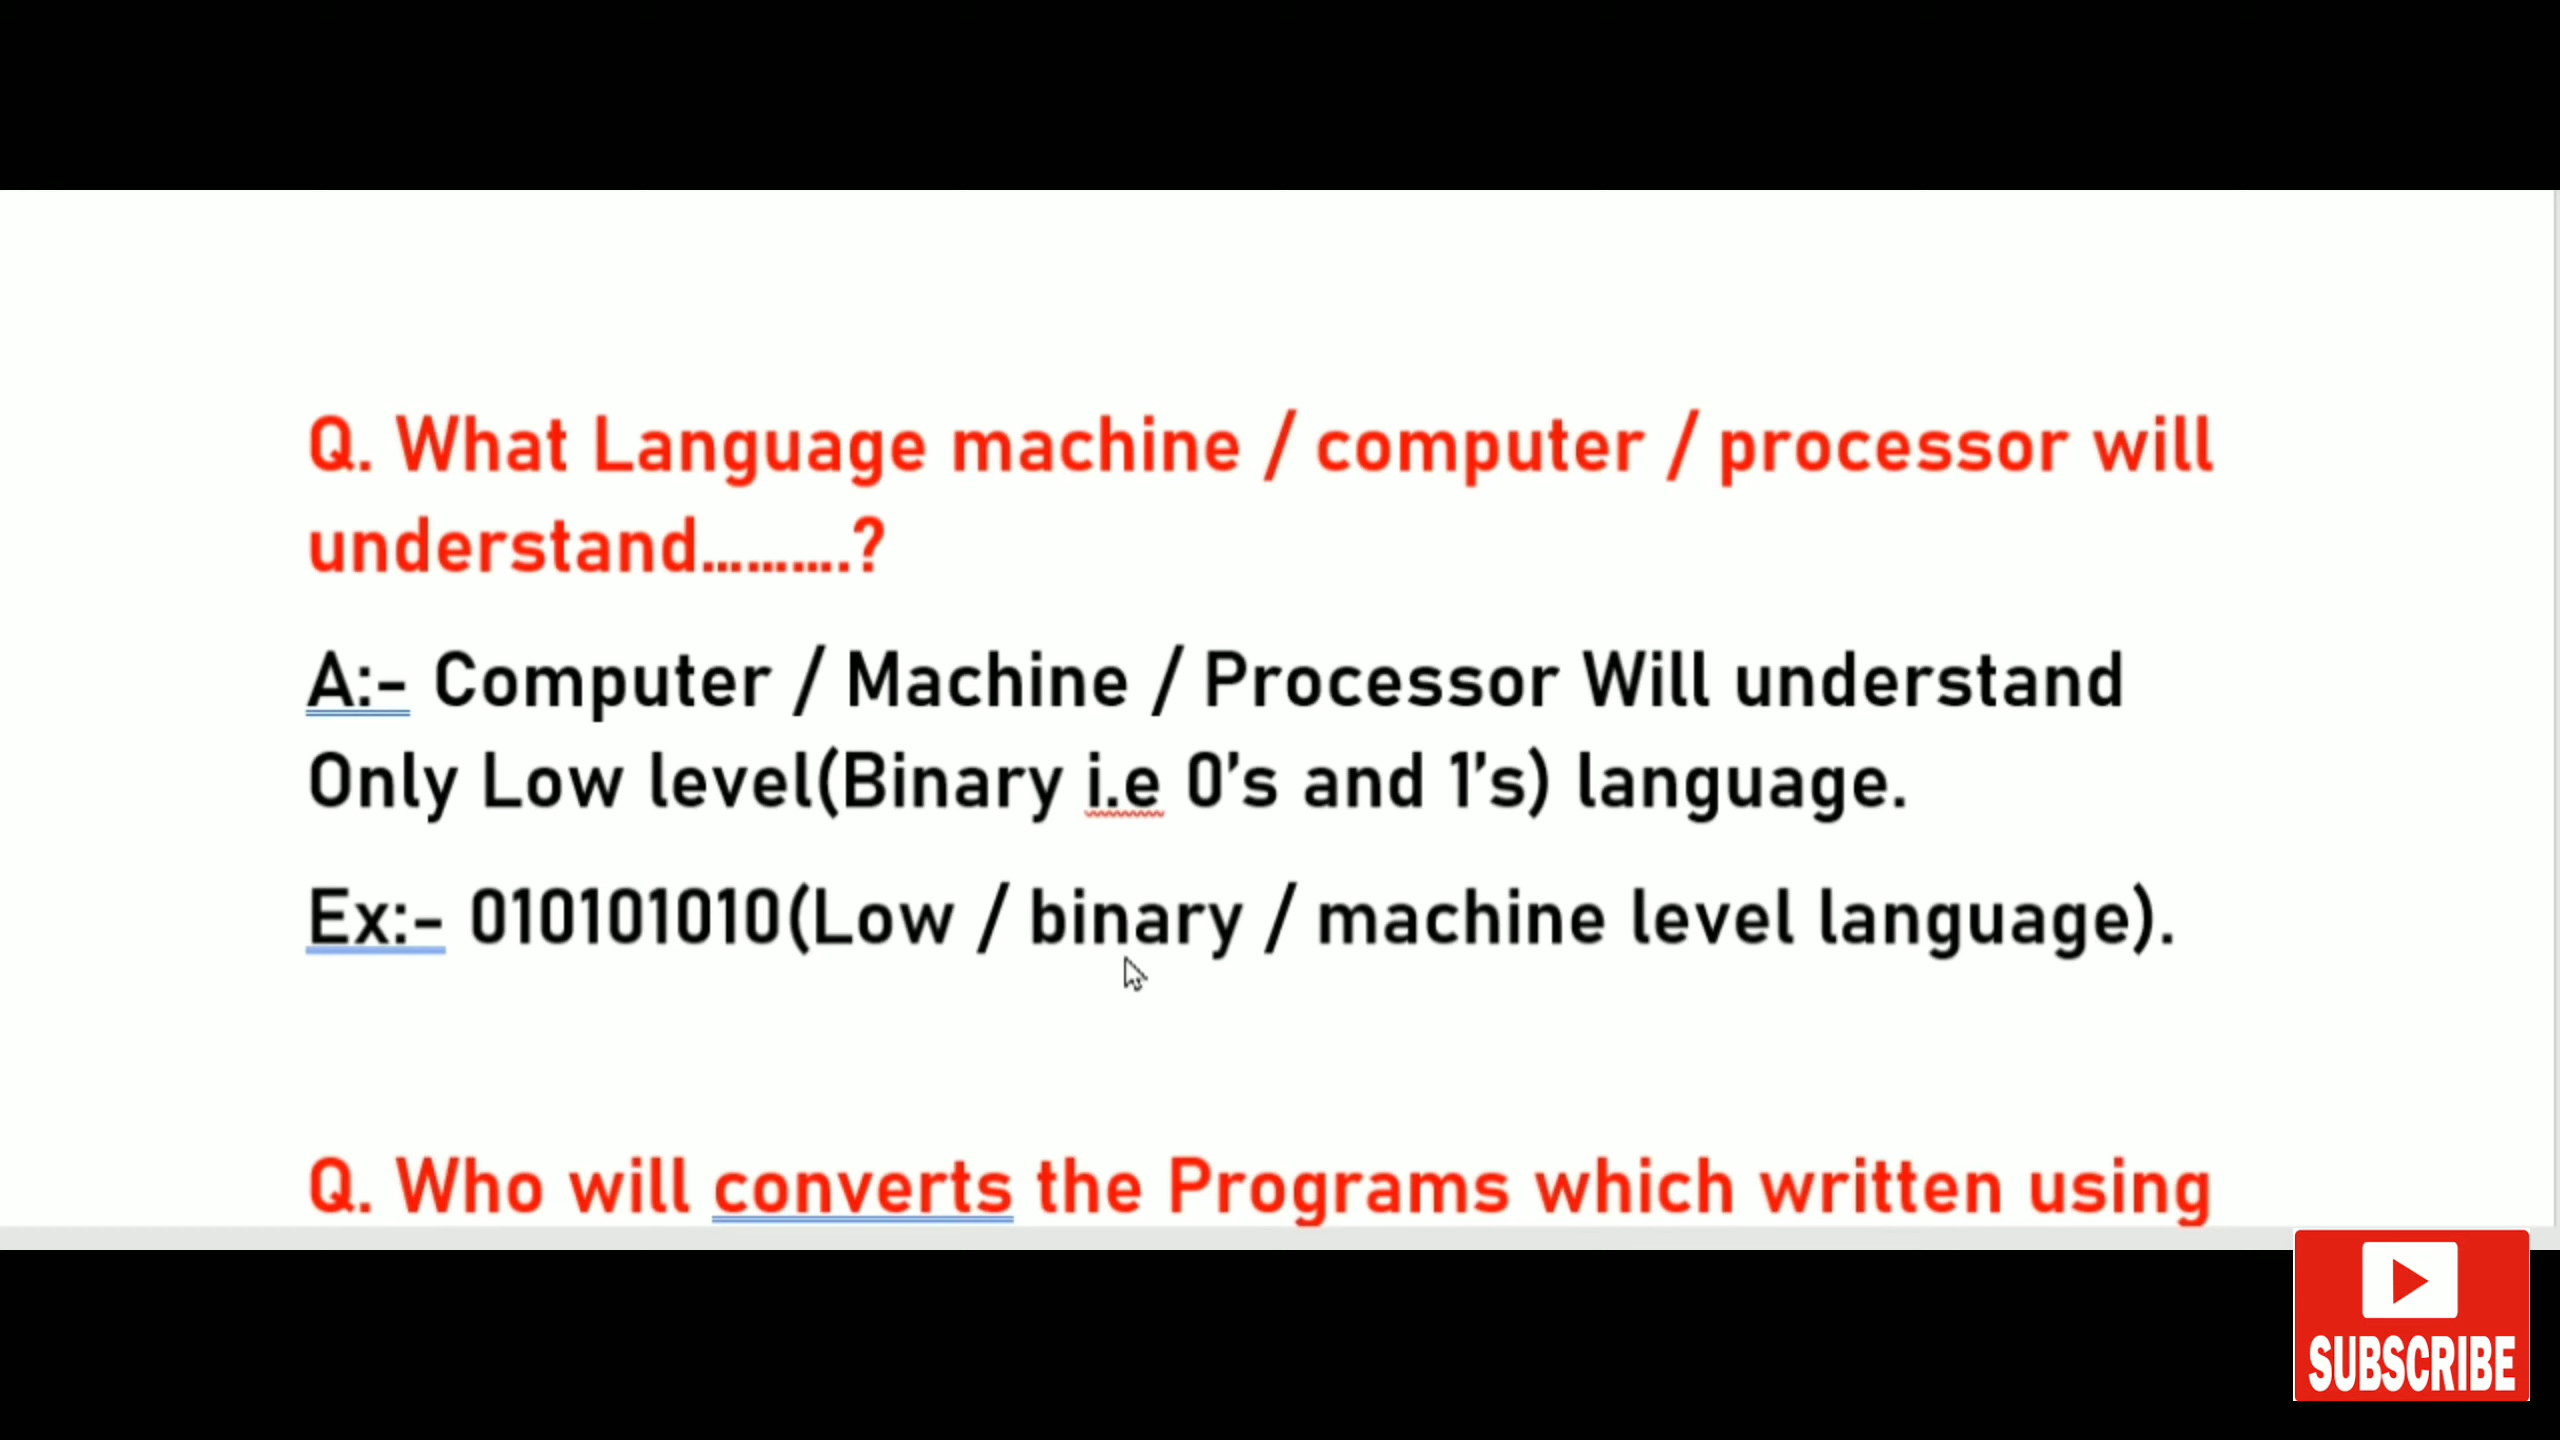 Q. What Language machine / computer / processor will
understand..........?
A:- Computer / Machine / Processor Will understand
Only Low level(Binary i.e 0's and 1's) language.
Ex:- 010101010(Low / binary / machine level language).
Q. Who will converts the Programs which written using
SUBSCRIBE